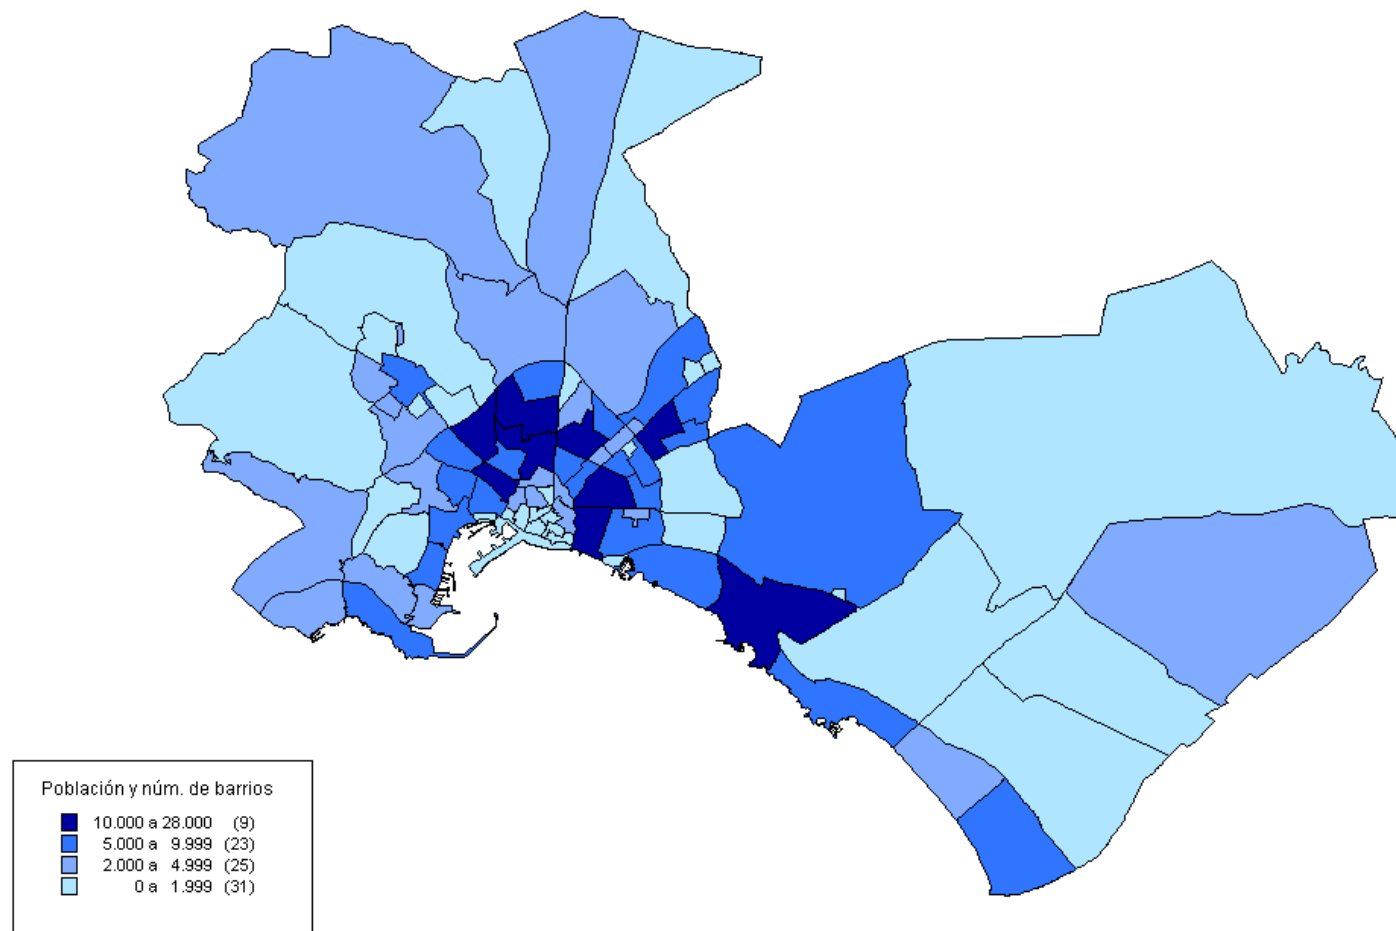 Población y núm. de barrios
10.000 a 28.000 (9)
5.000 a 9.999 (23)
2.000 a 4.999 (25)
0 a 1.999 (31)